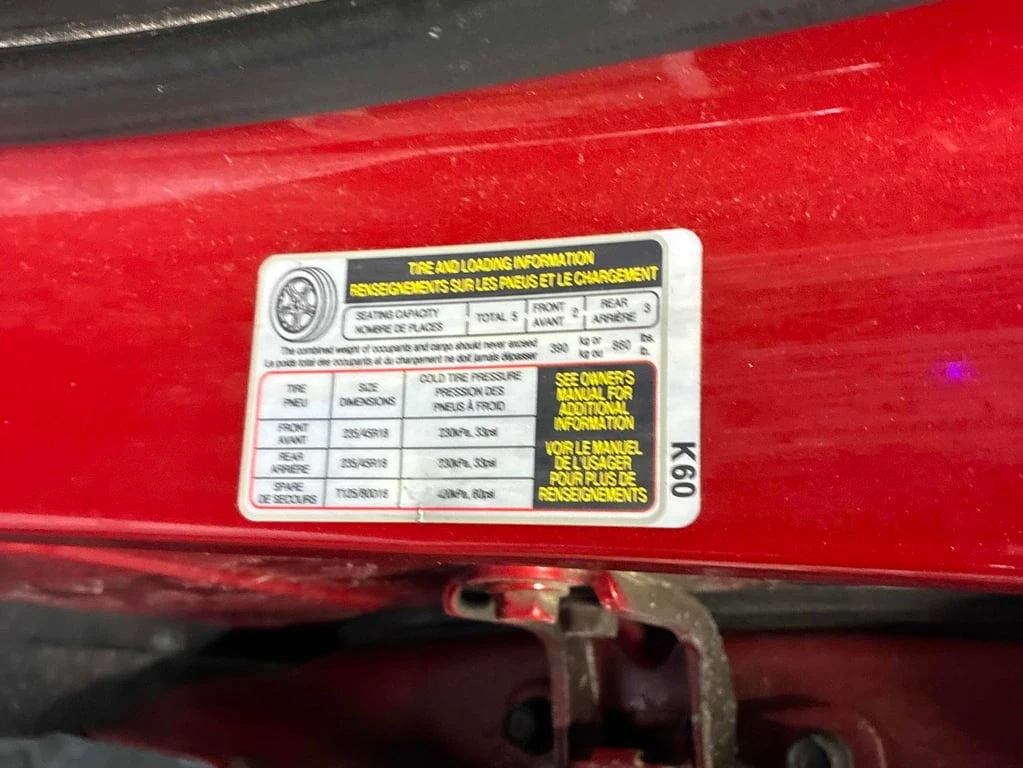 TIRE AND LOADING INFORMATION
RENSEIGNEMENTS SUR LES PNEUS ET LE CHARGEMENT
SEATING CAPACITY
NOMBRE DE PLACES
TOTAL 5
FRONT
AVANT
2
REAR
ARRIÈRE
3
The combined weight of occupants and cargo should never exceed
Le poids total des occupants et du chargement ne doit jamais dépasser
390
kg or
kg ou
860
lbs.
lb.
TIRE
PNEU
SIZE
DIMENSIONS
COLD TIRE PRESSURE
PRESSION DES
PNEUS À FROID
FRONT
AVANT
235/45R18
230kPa, 33psi
REAR
ARRIÈRE
235/45R18
230kPa, 33psi
SPARE
DE SECOURS
420kPa, 60psi
SEE OWNER'S
MANUAL FOR
ADDITIONAL
INFORMATION
VOIR LE MANUEL
DE L'USAGER
POUR PLUS DE
RENSEIGNEMENTS
K60